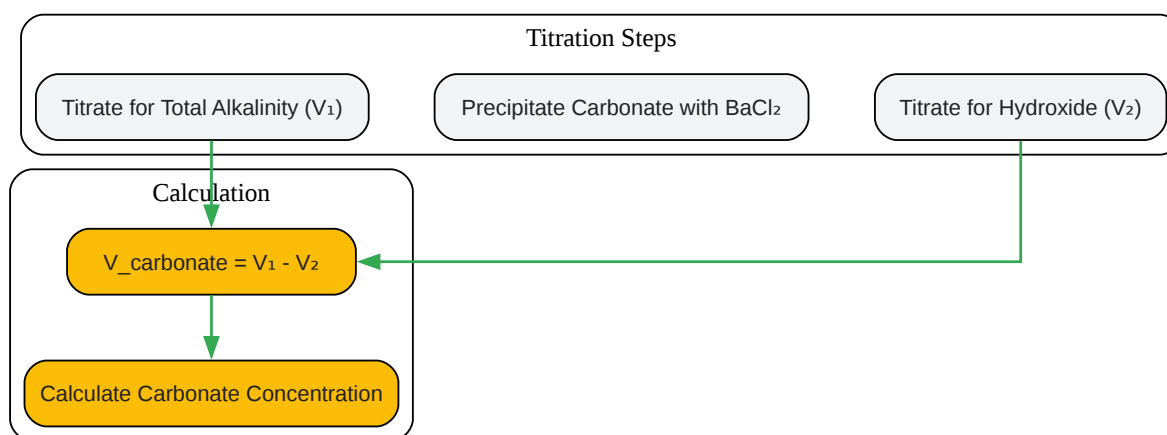 Titration Steps
Titrate for Total Alkalinity (V₁)
Precipitate Carbonate with BaCl₂
Titrate for Hydroxide (V₂)
Calculation
V_carbonate = V₁ - V₂
Calculate Carbonate Concentration